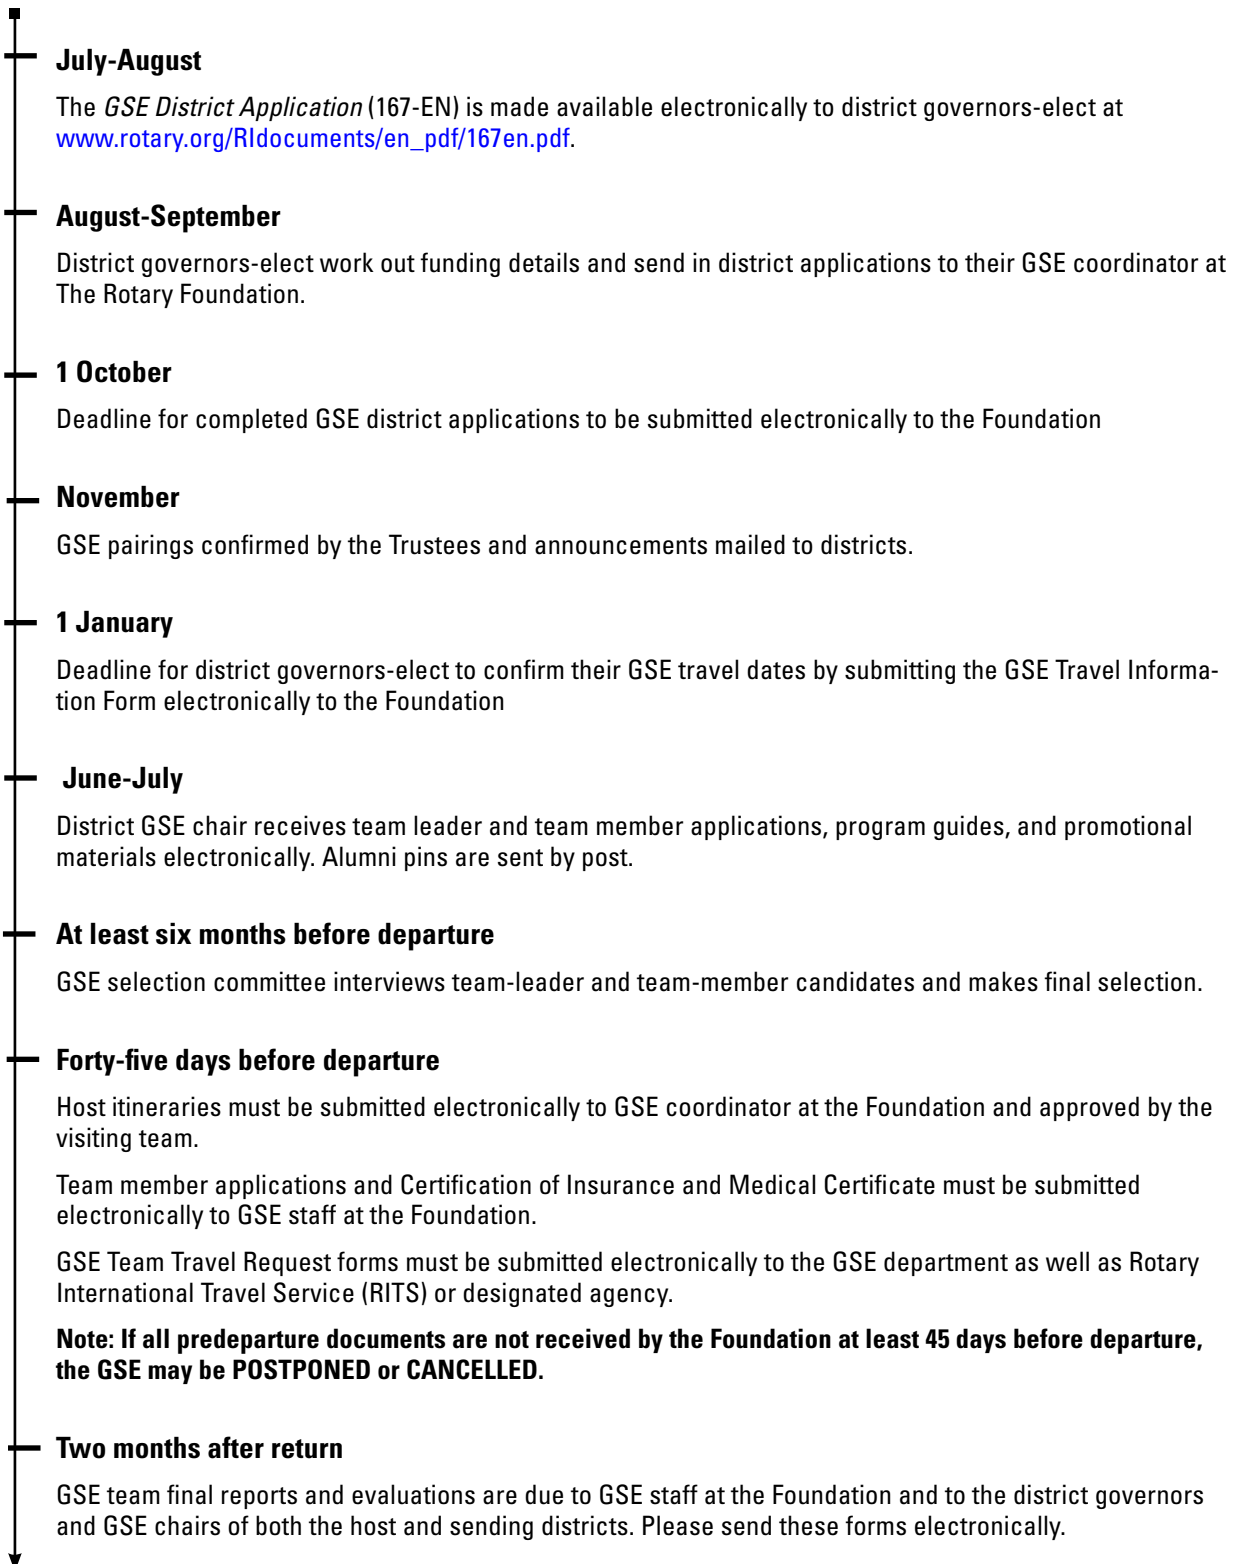 July-August
The GSE District Application (167-EN) is made available electronically to district governors-elect at
www.rotary.org/RIdocuments/en_pdf/167en.pdf.
August-September
District governors-elect work out funding details and send in district applications to their GSE coordinator at
The Rotary Foundation.
1 October
Deadline for completed GSE district applications to be submitted electronically to the Foundation
November
GSE pairings confirmed by the Trustees and announcements mailed to districts.
1 January
Deadline for district governors-elect to confirm their GSE travel dates by submitting the GSE Travel Informa-
tion Form electronically to the Foundation
June-July
District GSE chair receives team leader and team member applications, program guides, and promotional
materials electronically. Alumni pins are sent by post.
At least six months before departure
GSE selection committee interviews team-leader and team-member candidates and makes final selection.
Forty-five days before departure
Host itineraries must be submitted electronically to GSE coordinator at the Foundation and approved by the
visiting team.
Team member applications and Certification of Insurance and Medical Certificate must be submitted
electronically to GSE staff at the Foundation.
GSE Team Travel Request forms must be submitted electronically to the GSE department as well as Rotary
International Travel Service (RITS) or designated agency.
Note: If all predeparture documents are not received by the Foundation at least 45 days before departure,
the GSE may be POSTPONED or CANCELLED.
Two months after return
GSE team final reports and evaluations are due to GSE staff at the Foundation and to the district governors
and GSE chairs of both the host and sending districts. Please send these forms electronically.